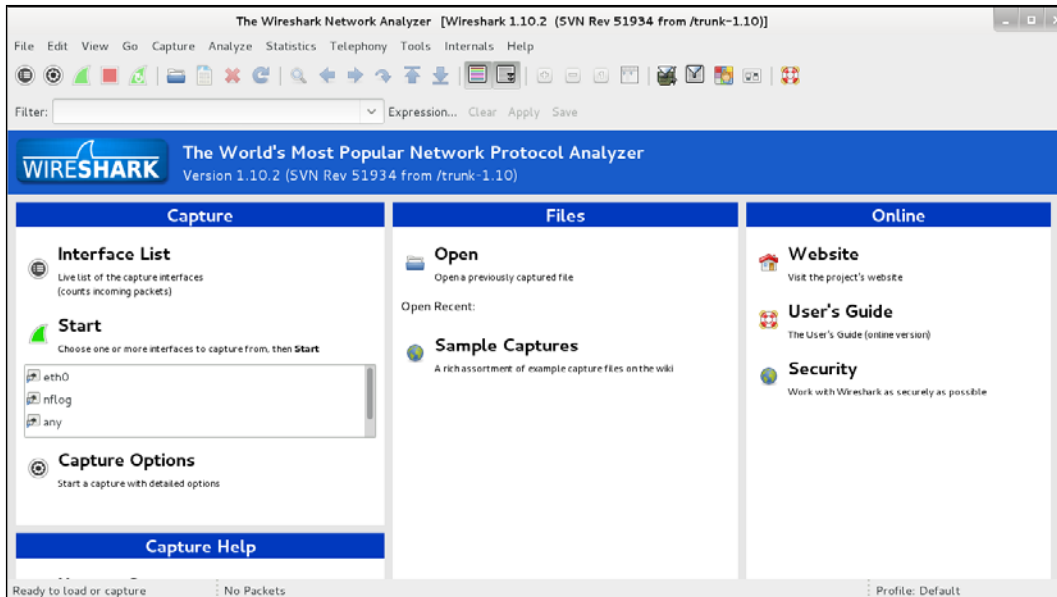 The Wireshark Network Analyzer [Wireshark 1.10.2 (SVN Rev 51934 from /trunk-1.10)]
File Edit View Go Capture Analyze Statistics Telephony Tools Internals Help
Filter:
Expression... Clear Apply Save
WIRESHARK
The World's Most Popular Network Protocol Analyzer
Version 1.10.2 (SVN Rev 51934 from /trunk-1.10)
Capture
Interface List
Live list of the capture interfaces
(counts incoming packets)
Start
Choose one or more interfaces to capture from, then Start
eth0
nflog
any
Capture Options
Start a capture with detailed options
Capture Help
Files
Open
Open a previously captured file
Open Recent:
Sample Captures
A rich assortment of example capture files on the wiki
Online
Website
Visit the project's website
User's Guide
The User's Guide (online version)
Security
Work with Wireshark as securely as possible
Ready to load or capture
No Packets
Profile: Default